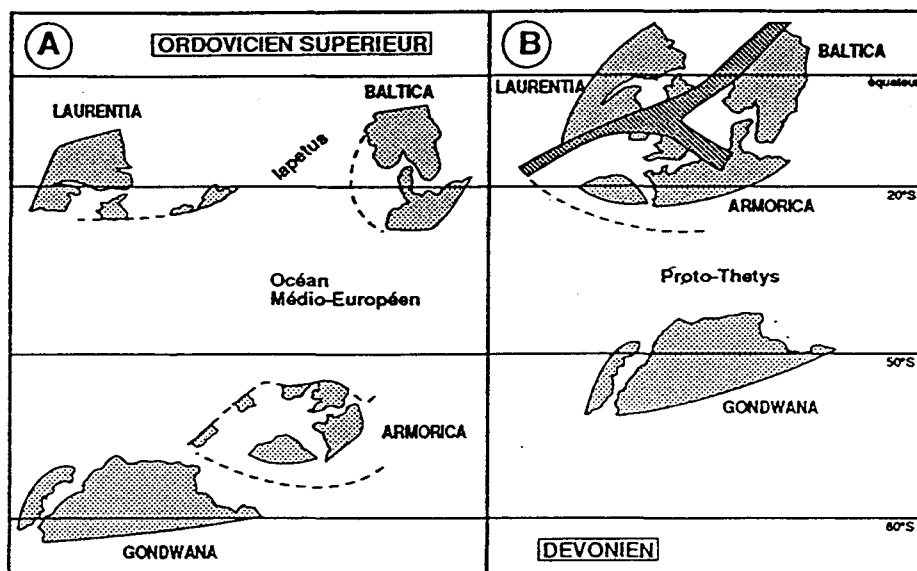 A
ORDOVICIEN SUPERIEUR
LAURENTIA
BALTICA
Iapetus
Océan
Médio-Européen
ARMORICA
GONDWANA
B
BALTICA
LAURENTIA
équateur
20°S
ARMORICA
Proto-Thetys
50°S
GONDWANA
60°S
DEVONIEN